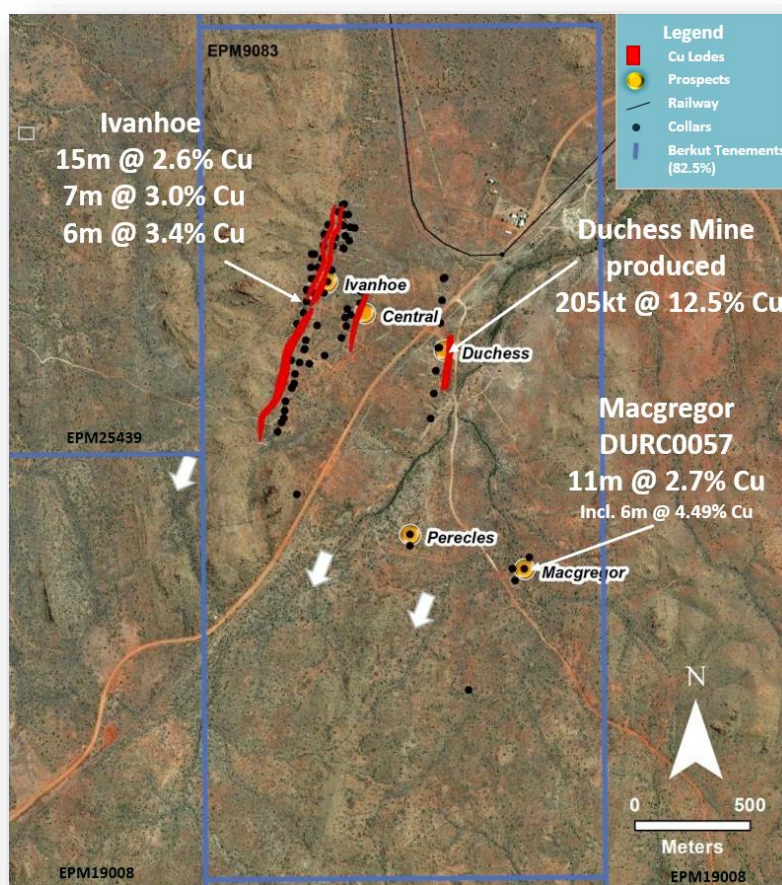 EPM9083
Legend
Cu Lodes
Prospects
Railway
Collars
Berkut Tenements
(82.5%)
Ivanhoe
15m @ 2.6% Cu
7m @ 3.0% Cu
6m @ 3.4% Cu
Duchess Mine
produced
205kt @ 12.5% Cu
Ivanhoe
Central
Duchess
Macgregor
DURC0057
11m @ 2.7% Cu
Incl. 6m @ 4.49% Cu
EPM25439
Perecles
Macgregor
N
0 500
Meters
EPM19008
EPM19008